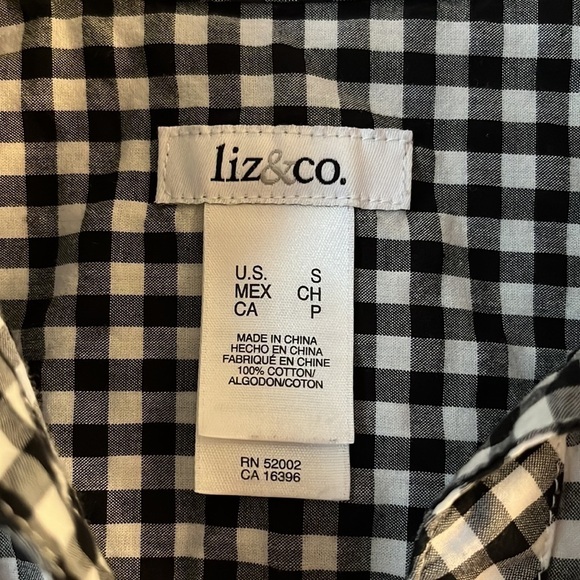 liz&co.
U.S. S
MEX CH
CA P
MADE IN CHINA
HECHO EN CHINA
FABRIQUÉ EN CHINE
100% COTTON/
ALGODON/COTON
RN 52002
CA 16396